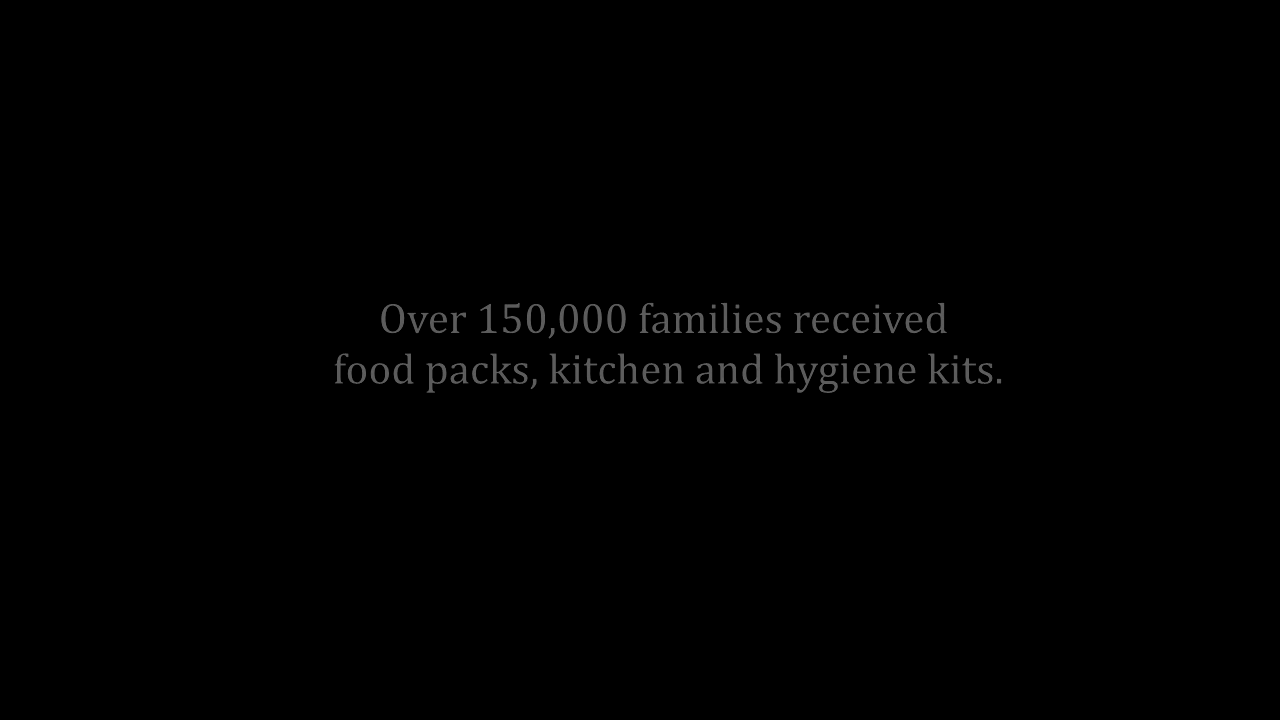 Over 150,000 families received
food packs, kitchen and hygiene kits.